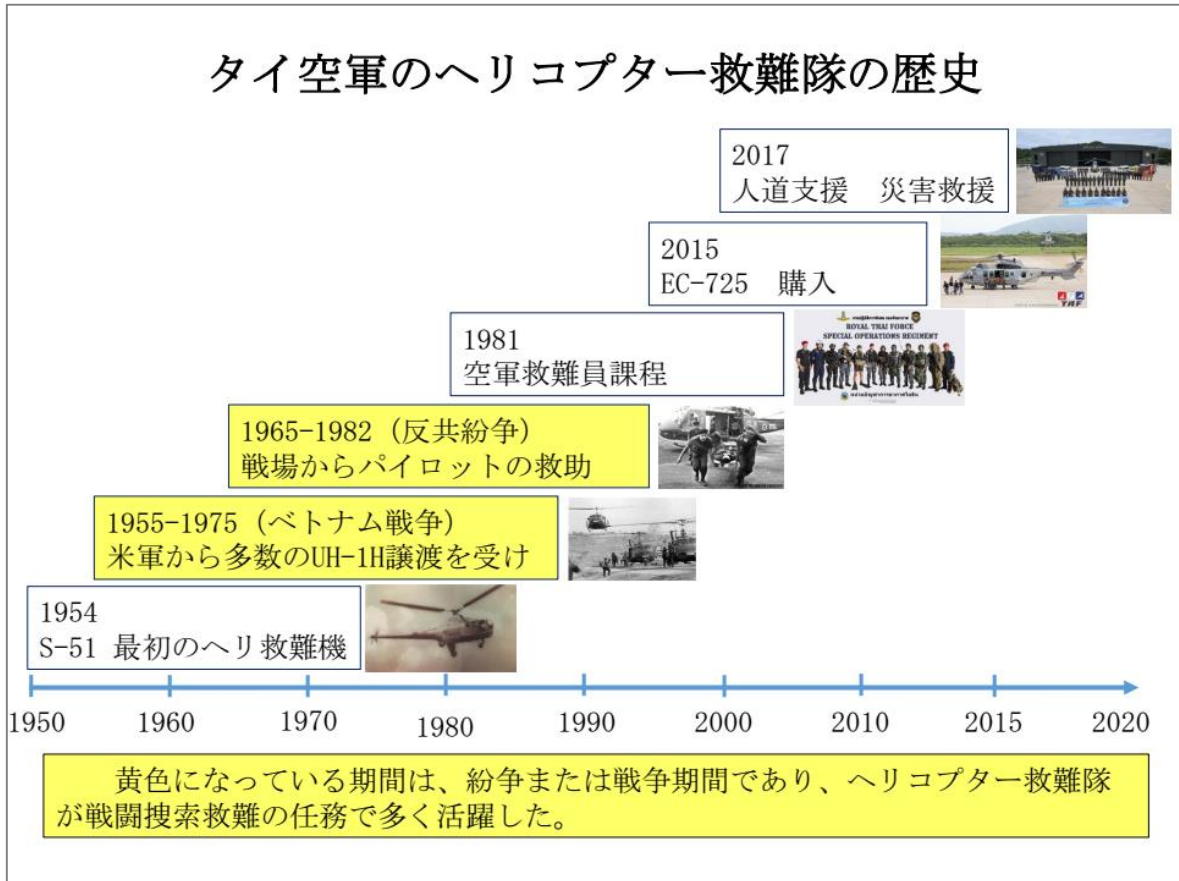 タイ空軍のヘリコプター救難隊の歴史
2017
人道支援　災害救援
2015
EC-725　購入
TAF
1981
空軍救難員課程
ROYAL THAI FORCE
SPECIAL OPERATIONS REGIMENT
1965-1982（反共紛争）
戦場からパイロットの救助
1955-1975（ベトナム戦争）
米軍から多数のUH-1H譲渡を受け
1954
S-51 最初のヘリ救難機
1950 1960 1970 1980 1990 2000 2010 2015 2020
黄色になっている期間は、紛争または戦争期間であり、ヘリコプター救難隊
が戦闘捜索救難の任務で多く活躍した。